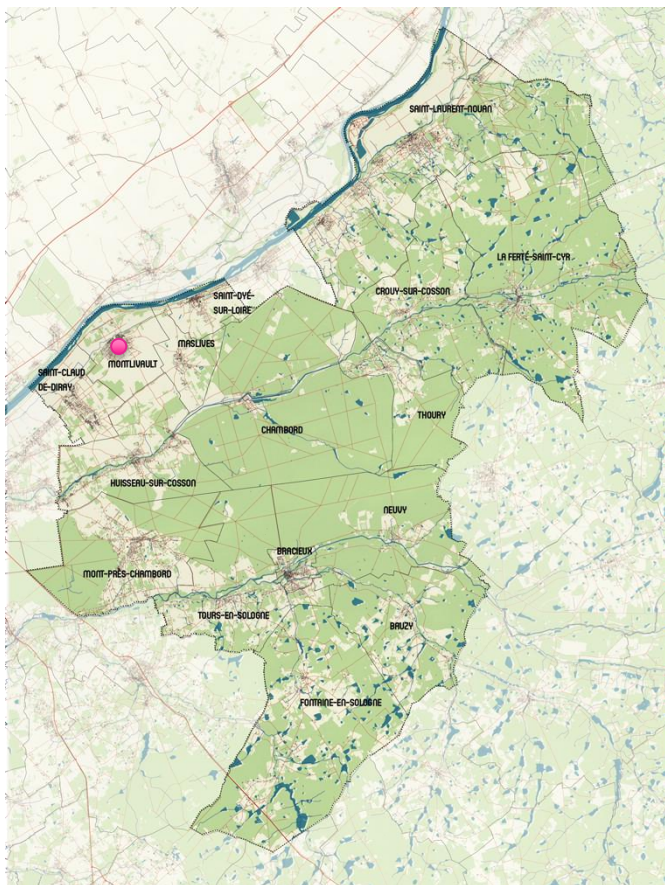 SAINT-LAURENT-NOUAN
LA FERTÉ-SAINT-CYR
CROUY-SUR-COSSON
SAINT-DYÉ-
SUR-LOIRE
MASLIVES
MONTLIVAULT
SAINT-CLAUD
DE-DIRAY
THOURY
CHAMBORD
HUISSEAU-SUR-COSSON
NEUVY
BRACIEUX
MONT-PRÈS-CHAMBORD
TOURS-EN-SOLOGNE
BAUZY
FONTAINE-EN-SOLOGNE